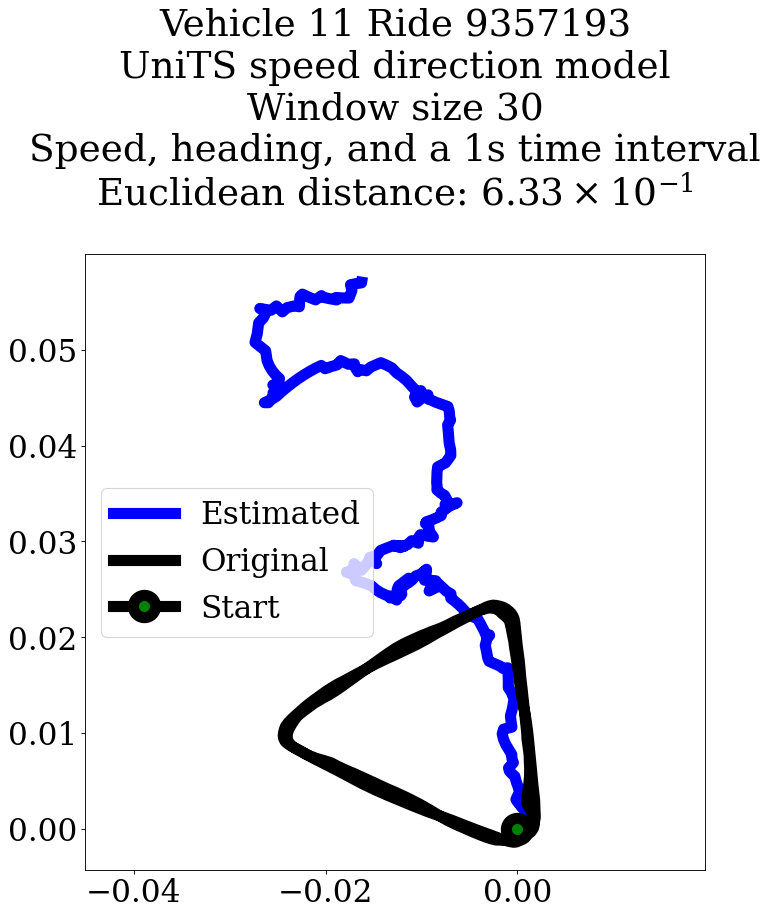 Vehicle 11 Ride 9357193
UniTS speed direction model
Window size 30
Speed, heading, and a 1s time interval
Euclidean distance: 6.33 × 10⁻¹
0.05
0.04
0.03
0.02
0.01
0.00
Estimated
Original
Start
−0.04
−0.02
0.00